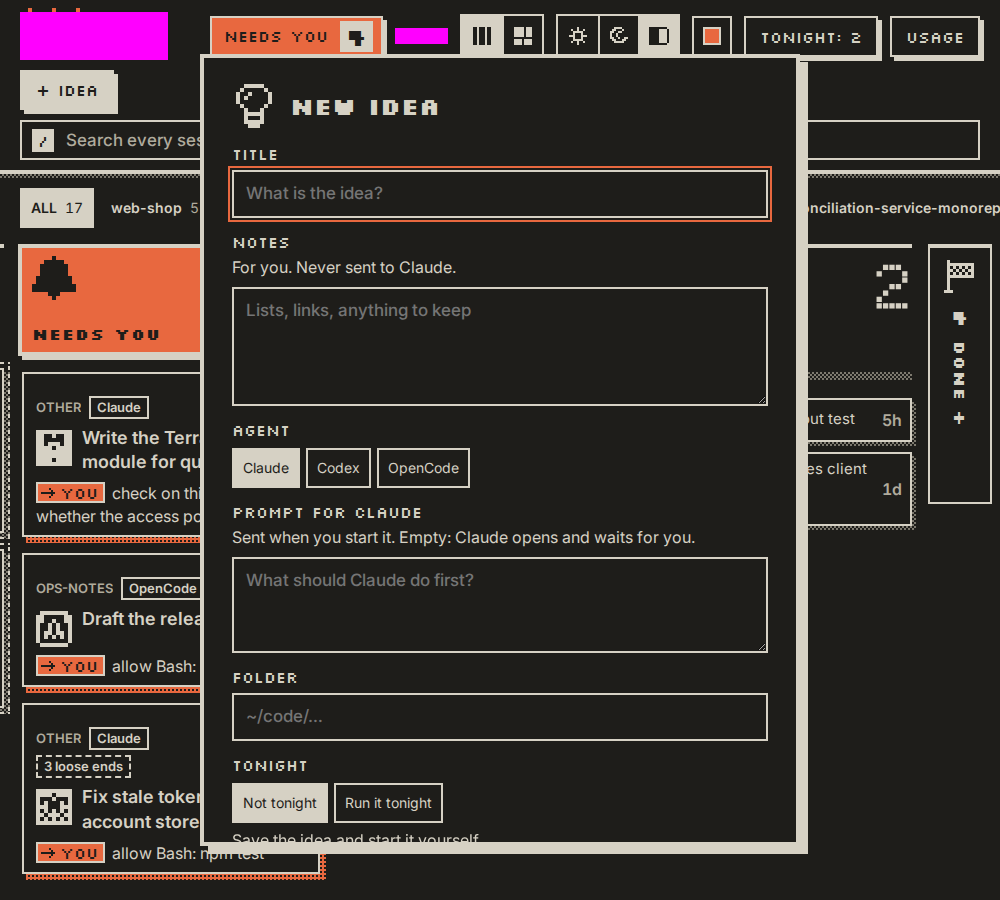 NEEDS YOU 4
TONIGHT: 2
USAGE
+ IDEA
/ Search every ses
ALL 17
web-shop 5
onciliation-service-monorep
NEEDS YOU
OTHER Claude
Write the Terr
module for qu
→ YOU check on thi
whether the access po
OPS-NOTES OpenCode
Draft the relea
→ YOU allow Bash:
OTHER Claude
3 loose ends
Fix stale toker
account store
→ YOU allow Bash: npm test
NEW IDEA
TITLE
What is the idea?
NOTES
For you. Never sent to Claude.
Lists, links, anything to keep
AGENT
Claude
Codex
OpenCode
PROMPT FOR CLAUDE
Sent when you start it. Empty: Claude opens and waits for you.
What should Claude do first?
FOLDER
~/code/...
TONIGHT
Not tonight
Run it tonight
Save the idea and start it yourself
2
out test 5h
es client
1d
4 DONE +